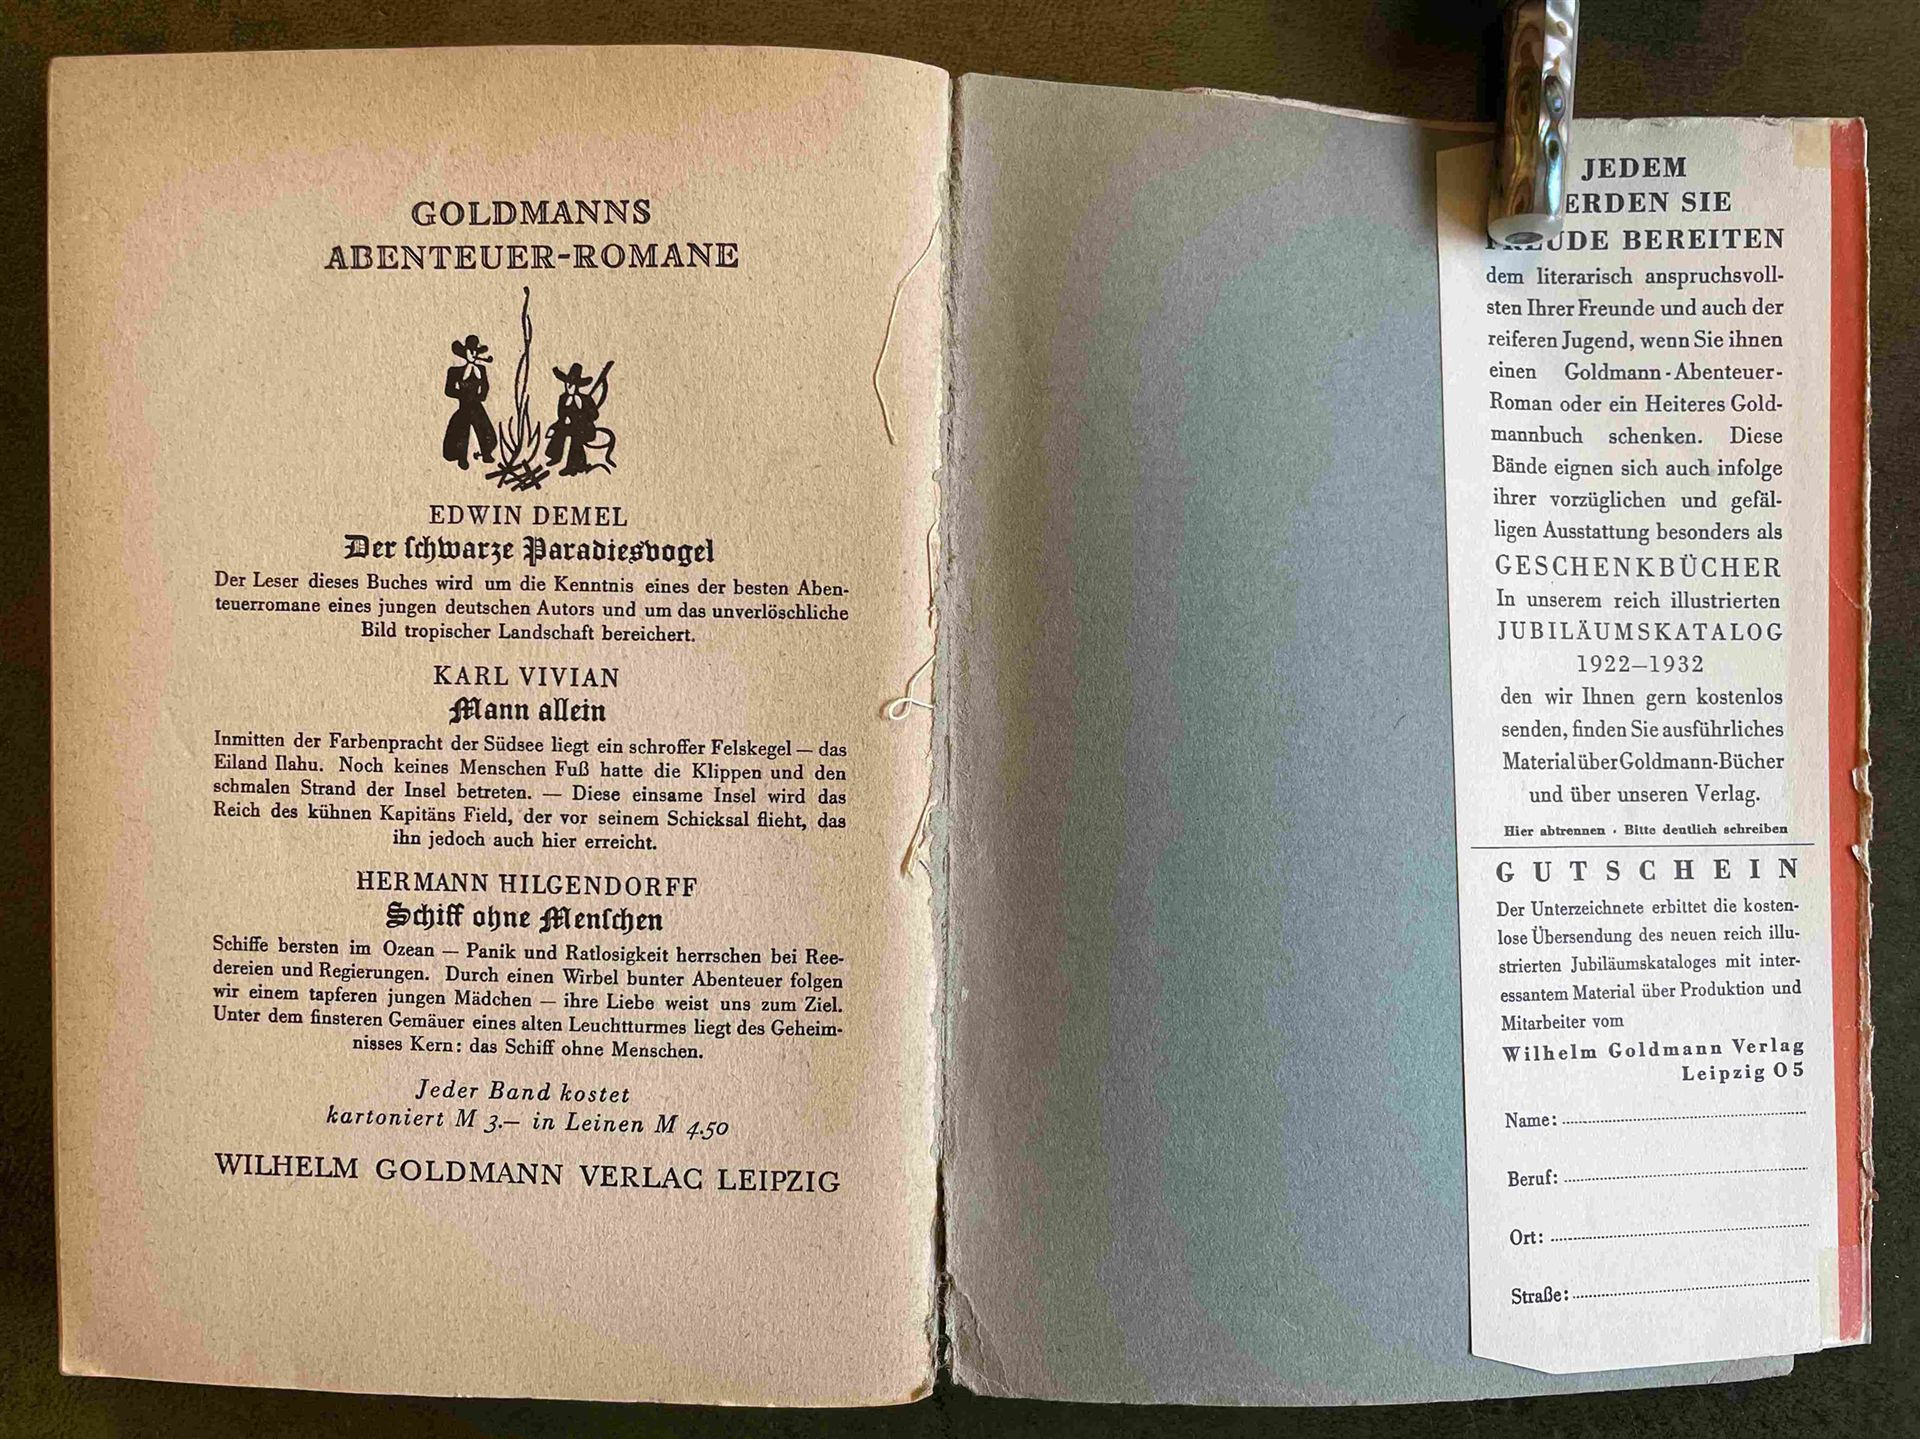 GOLDMANNS
ABENTEUER-ROMANE
EDWIN DEMEL
Der schwarze Paradiesvogel
Der Leser dieses Buches wird um die Kenntnis eines der besten Aben-
teuerromane eines jungen deutschen Autors und um das unverlöschliche
Bild tropischer Landschaft bereichert.
KARL VIVIAN
Mann allein
Inmitten der Farbenpracht der Südsee liegt ein schroffer Felskegel — das
Eiland Ilahu. Noch keines Menschen Fuß hatte die Klippen und den
schmalen Strand der Insel betreten. — Diese einsame Insel wird das
Reich des kühnen Kapitäns Field, der vor seinem Schicksal flieht, das
ihn jedoch auch hier erreicht.
HERMANN HILGENDORFF
Schiff ohne Menschen
Schiffe bersten im Ozean — Panik und Ratlosigkeit herrschen bei Ree-
dereien und Regierungen. Durch einen Wirbel bunter Abenteuer folgen
wir einem tapferen jungen Mädchen — ihre Liebe weist uns zum Ziel.
Unter dem finsteren Gemäuer eines alten Leuchtturmes liegt des Geheim-
nisses Kern: das Schiff ohne Menschen.
Jeder Band kostet
kartoniert M 3.— in Leinen M 4.50
WILHELM GOLDMANN VERLAG LEIPZIG
JEDEM
ERDEN SIE
FREUDE BEREITEN
dem literarisch anspruchsvoll-
sten Ihrer Freunde und auch der
reiferen Jugend, wenn Sie ihnen
einen Goldmann-Abenteuer-
Roman oder ein Heiteres Gold-
mannbuch schenken. Diese
Bände eignen sich auch infolge
ihrer vorzüglichen und gefäl-
ligen Ausstattung besonders als
GESCHENKBÜCHER
In unserem reich illustrierten
JUBILÄUMSKATALOG
1922—1932
den wir Ihnen gern kostenlos
senden, finden Sie ausführliches
Material über Goldmann-Bücher
und über unseren Verlag.
Hier abtrennen · Bitte deutlich schreiben
GUTSCHEIN
Der Unterzeichnete erbittet die kosten-
lose Übersendung des neuen reich illu-
strierten Jubiläumskataloges mit inter-
essantem Material über Produktion und
Mitarbeiter vom
Wilhelm Goldmann Verlag
Leipzig O 5
Name:
Beruf:
Ort:
Straße: